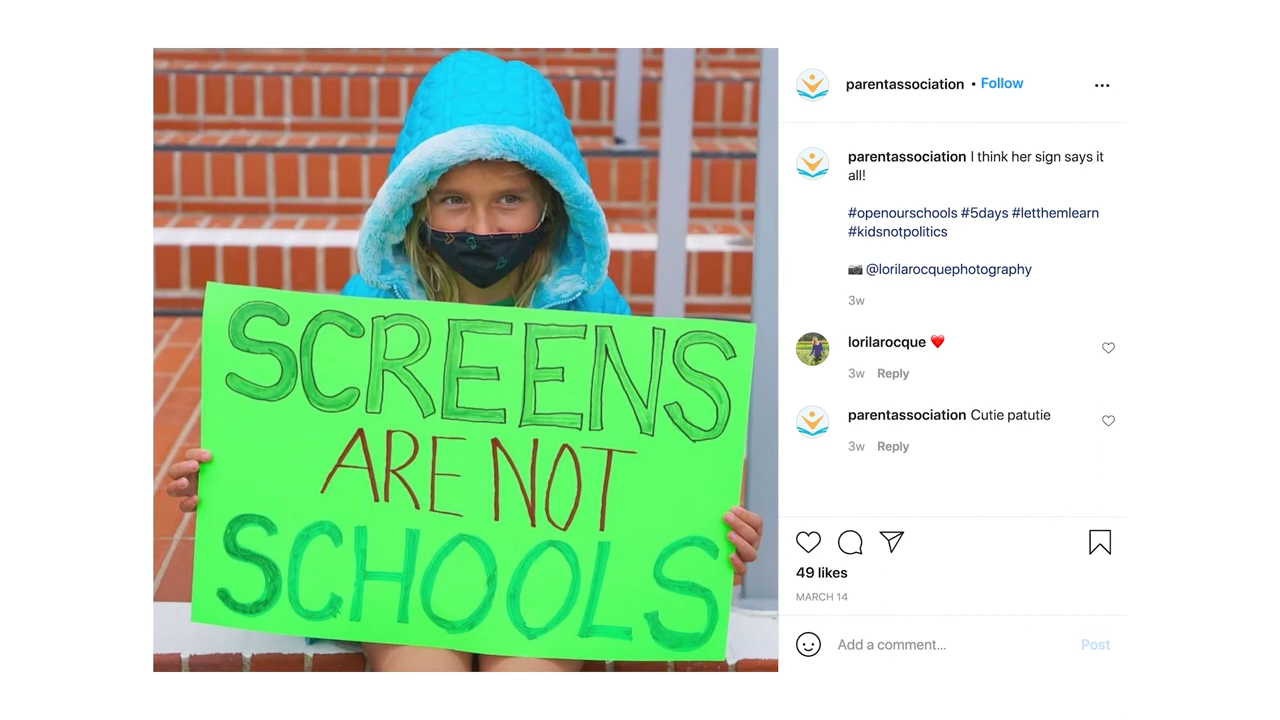 SCREENS
ARE NOT
SCHOOLS
parentassociation • Follow
parentassociation I think her sign says it
all!
#openourschools #5days #letthemlearn
#kidsnotpolitics
📷 @lorilarocquephotography
3w
lorilarocque ❤️
3w Reply
parentassociation Cutie patutie
3w Reply
49 likes
MARCH 14
Add a comment... Post